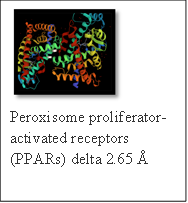 Peroxisome proliferator-
activated receptors
(PPARs) delta 2.65 Å